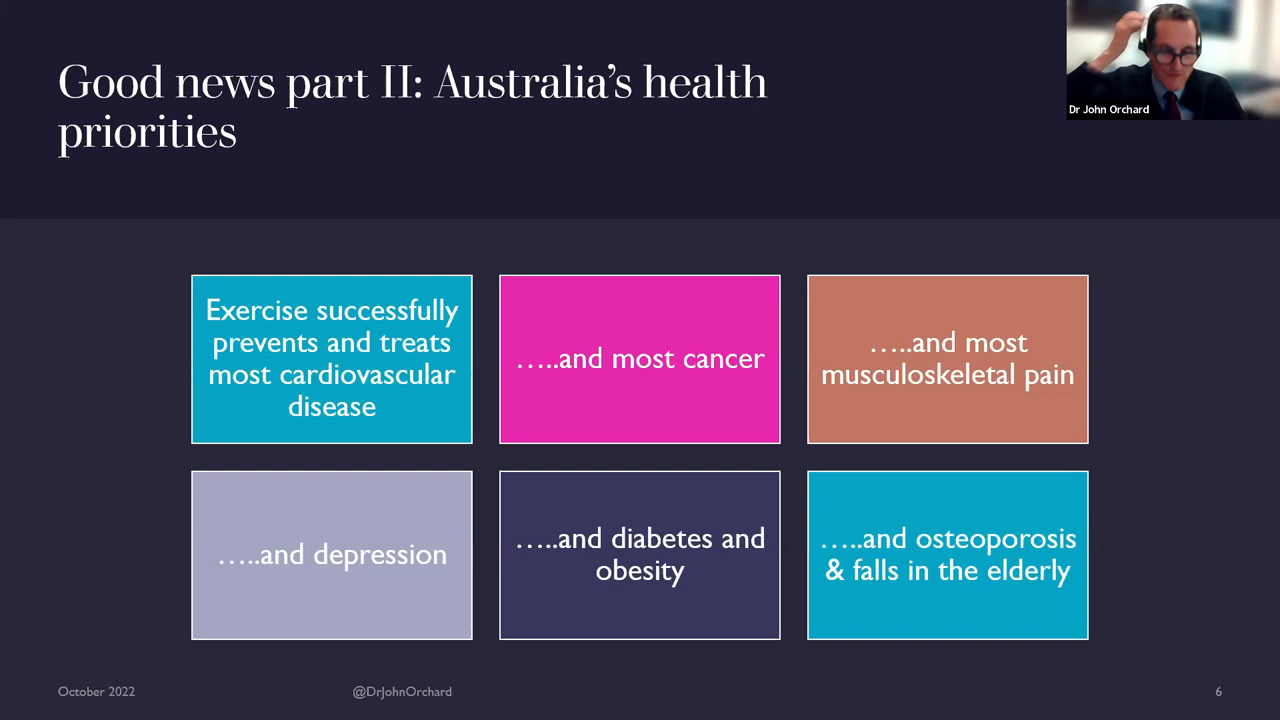 Good news part II: Australia’s health
priorities
Dr John Orchard
Exercise successfully
prevents and treats
most cardiovascular
disease
…..and most cancer
…..and most
musculoskeletal pain
…..and depression
…..and diabetes and
obesity
…..and osteoporosis
& falls in the elderly
October 2022
@DrJohnOrchard
6